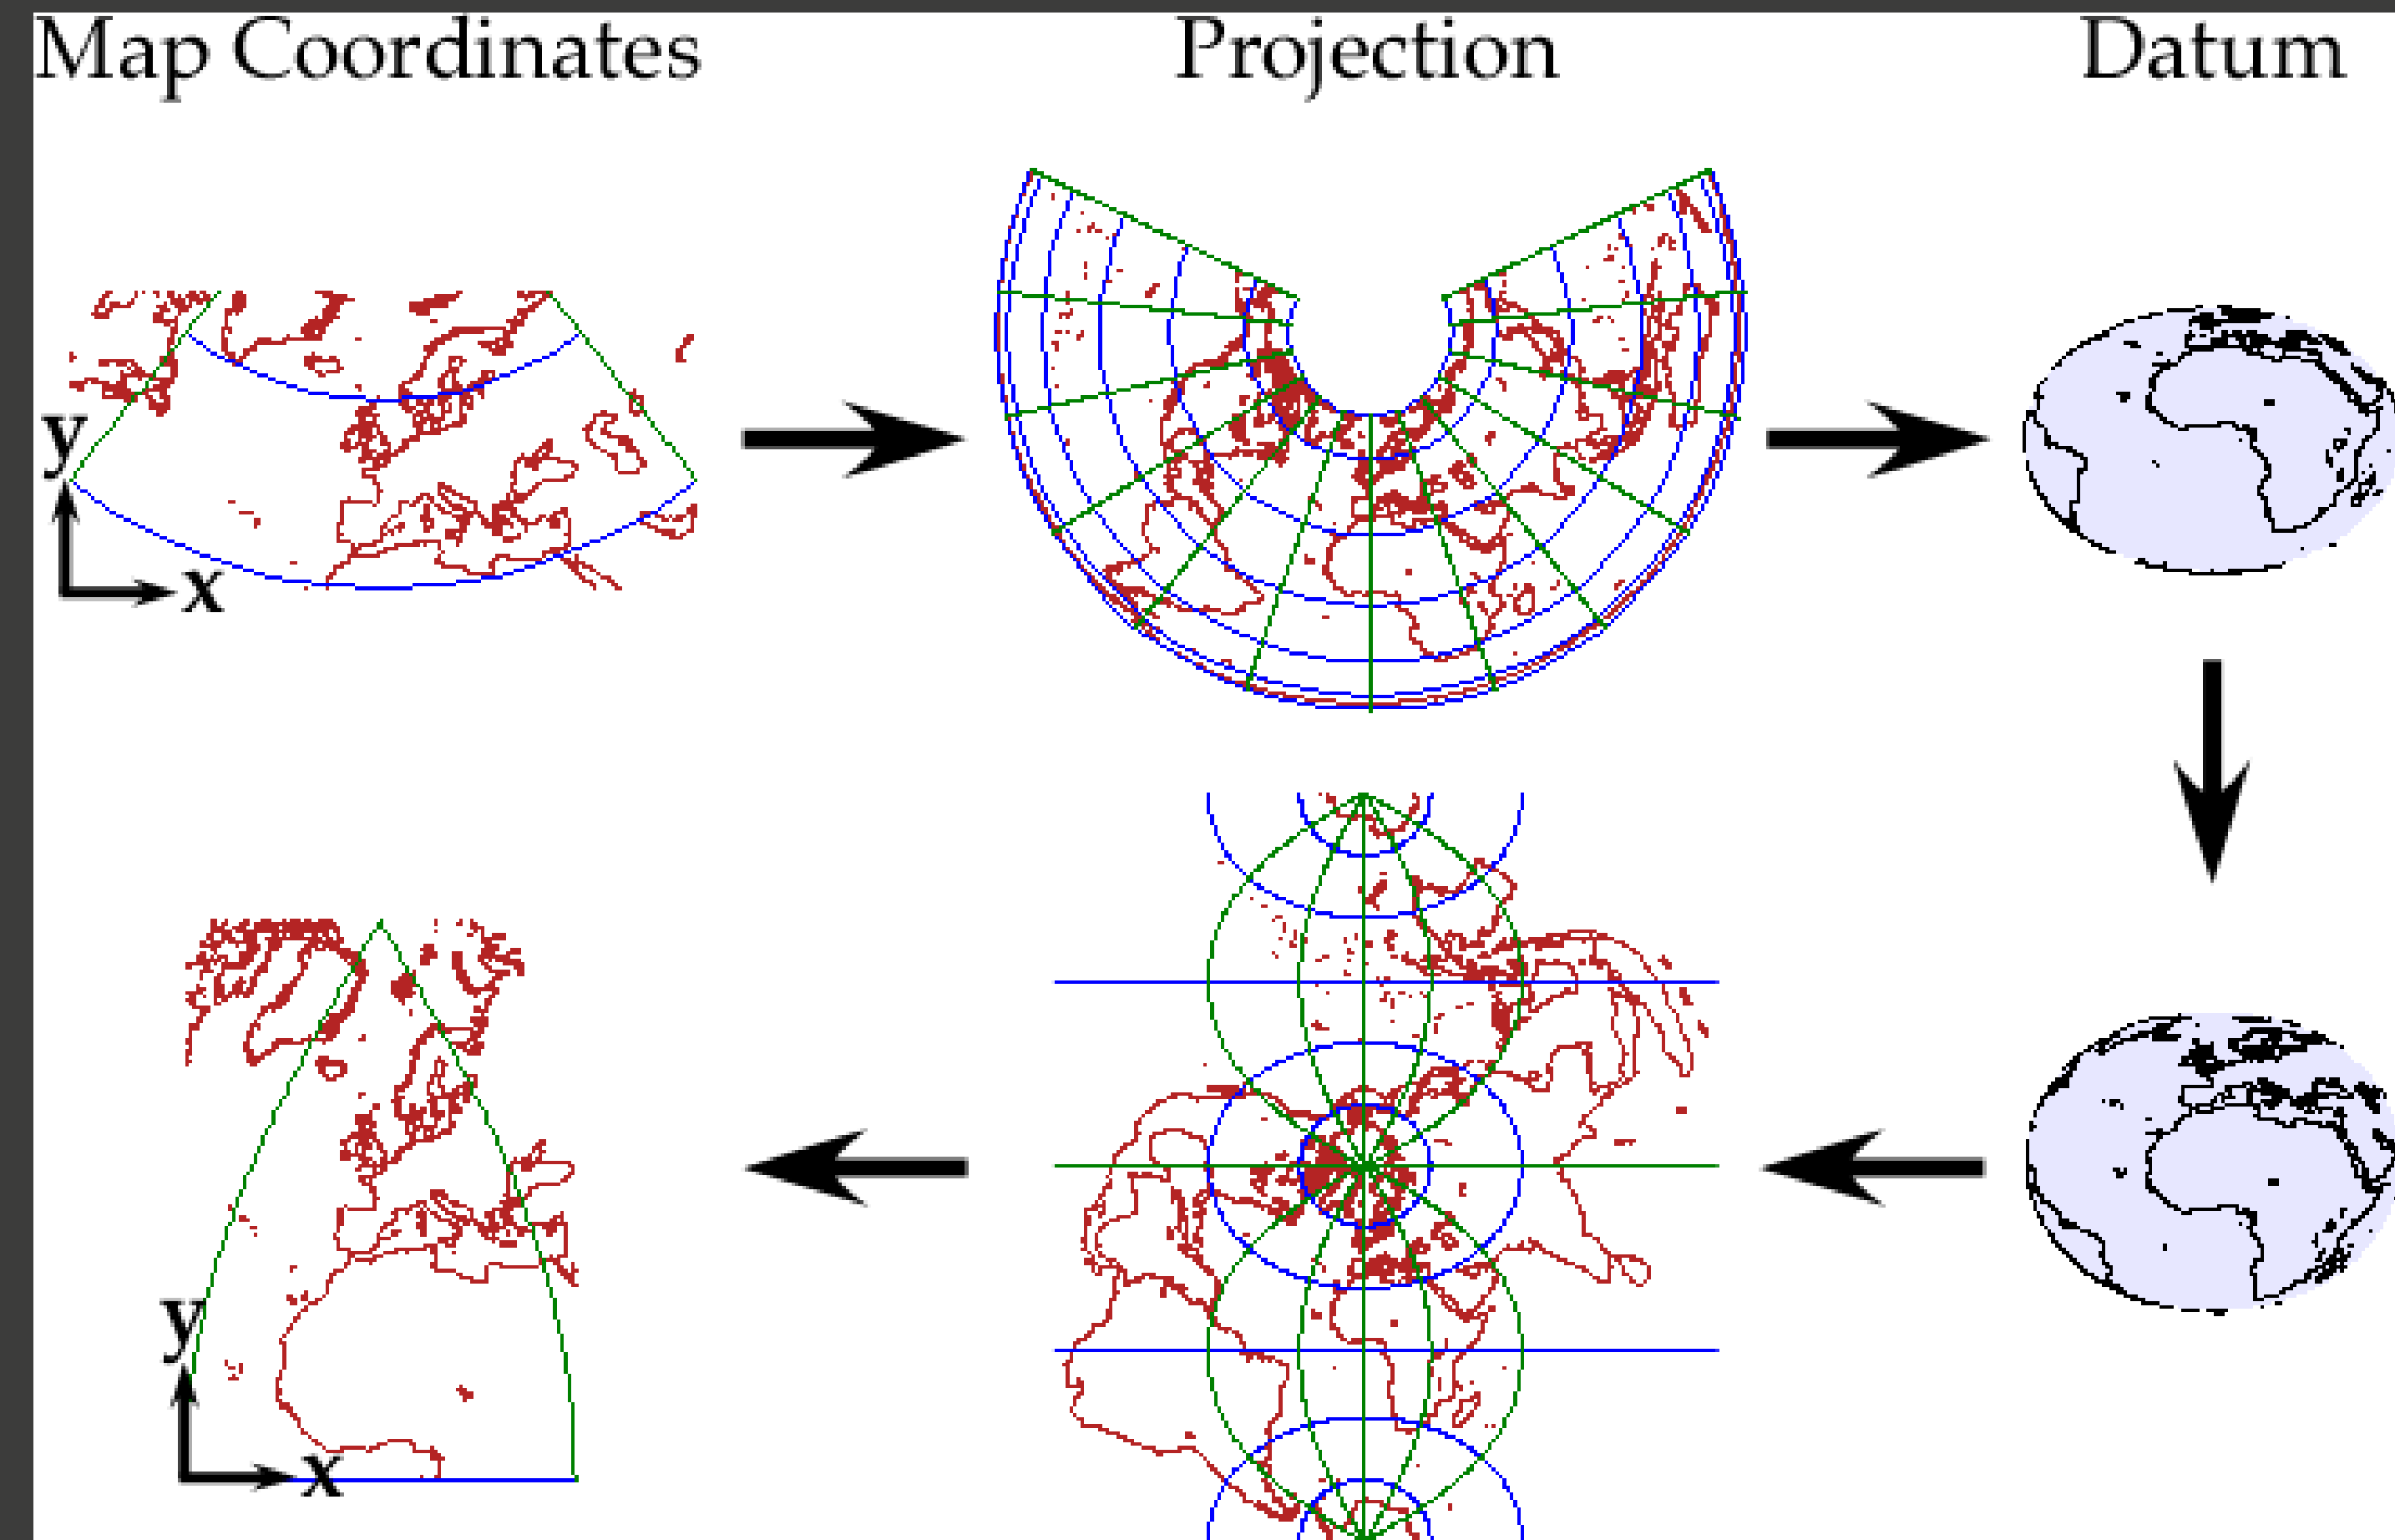 Map Coordinates
Projection
Datum
y
x
y
x